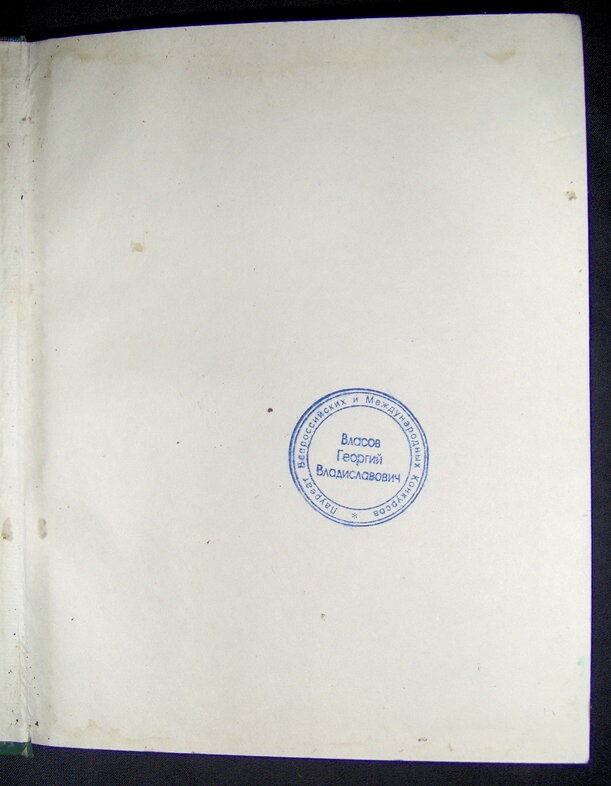 Лауреат Всероссийских и Международных Конкурсов *
Власов
Георгий
Владиславович